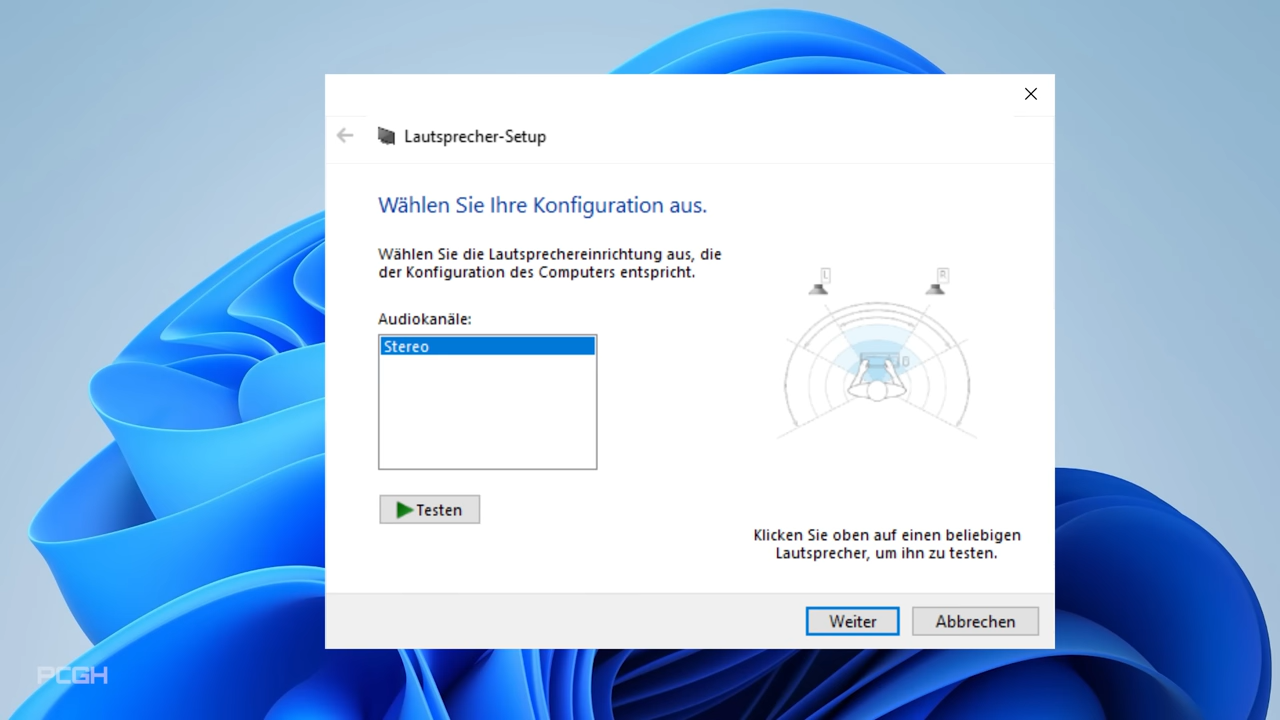 Lautsprecher-Setup
Wählen Sie Ihre Konfiguration aus.
Wählen Sie die Lautsprechereinrichtung aus, die
der Konfiguration des Computers entspricht.
Audiokanäle:
Stereo
L
R
Testen
Klicken Sie oben auf einen beliebigen
Lautsprecher, um ihn zu testen.
Weiter
Abbrechen
PCGH